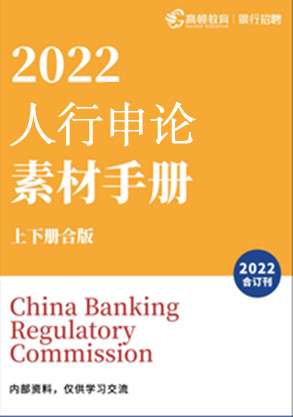 高顿教育 | 银行招聘
GOLDEN EDUCATION
2022
人行申论
素材手册
上下册合版
2022
合订刊
China Banking
Regulatory
Commission
内部资料，仅供学习交流